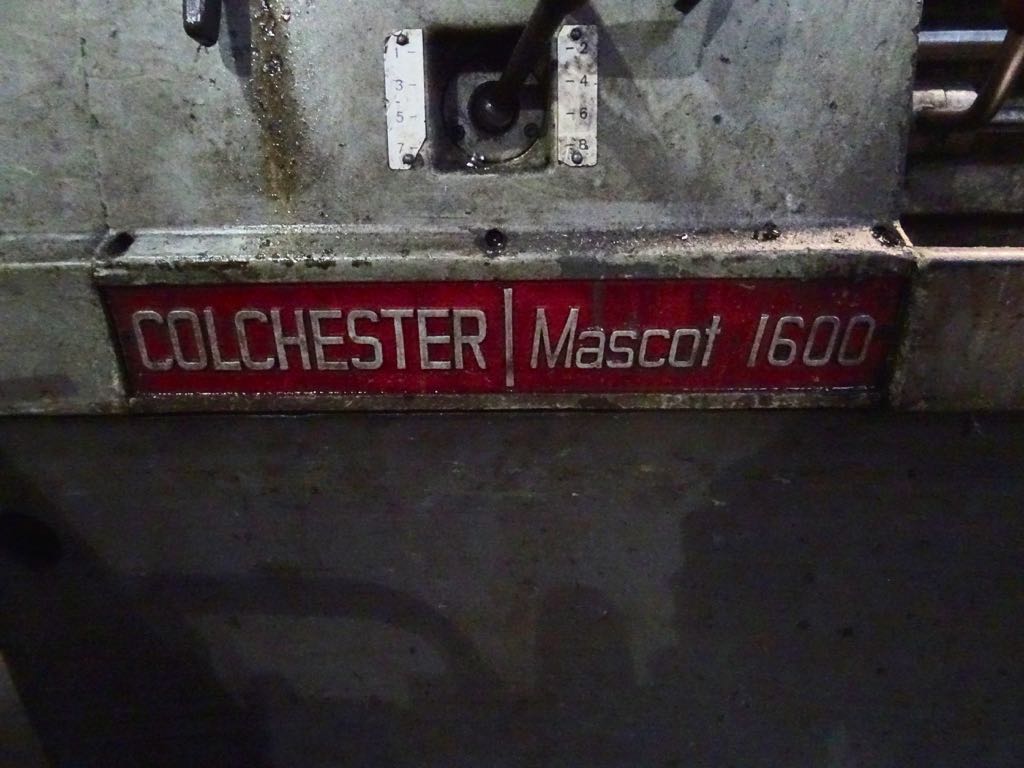 1 - - 2
3 - - 4
5 - - 6
7 - - 8
COLCHESTER | Mascot 1600